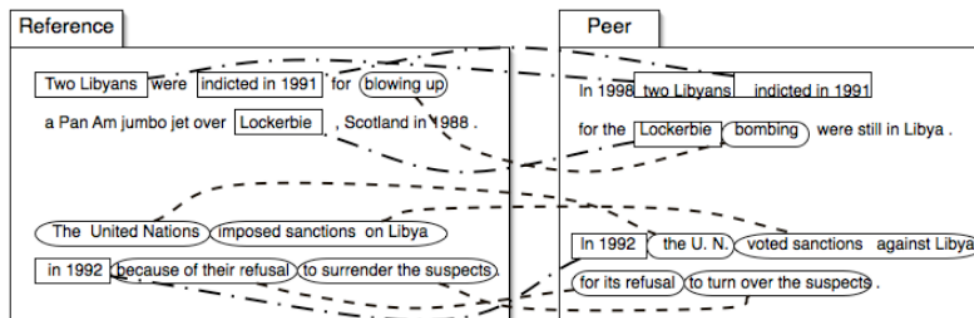 Reference
Two Libyans were indicted in 1991 for blowing up
a Pan Am jumbo jet over Lockerbie , Scotland in 1988 .
The United Nations imposed sanctions on Libya
in 1992 because of their refusal to surrender the suspects.
Peer
In 1998 two Libyans indicted in 1991
for the Lockerbie bombing were still in Libya .
In 1992 the U. N. voted sanctions against Libya
for its refusal to turn over the suspects .